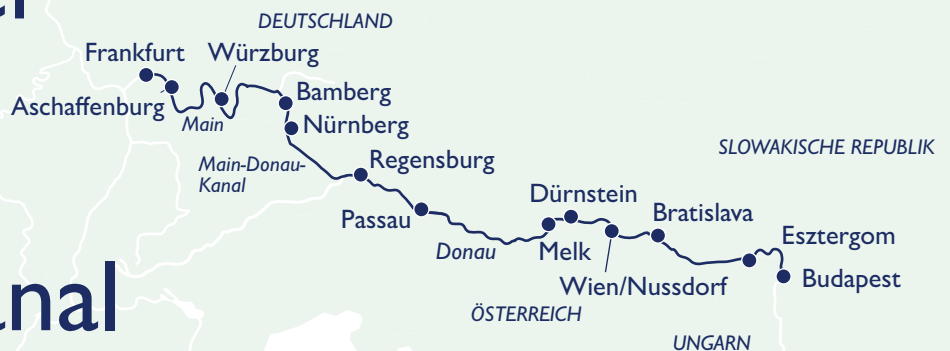 DEUTSCHLAND
Frankfurt
Würzburg
Aschaffenburg
Main
Bamberg
Nürnberg
Main-Donau-
Kanal
Regensburg
SLOWAKISCHE REPUBLIK
Passau
Donau
Dürnstein
Melk
Bratislava
Wien/Nussdorf
Esztergom
Budapest
ÖSTERREICH
UNGARN